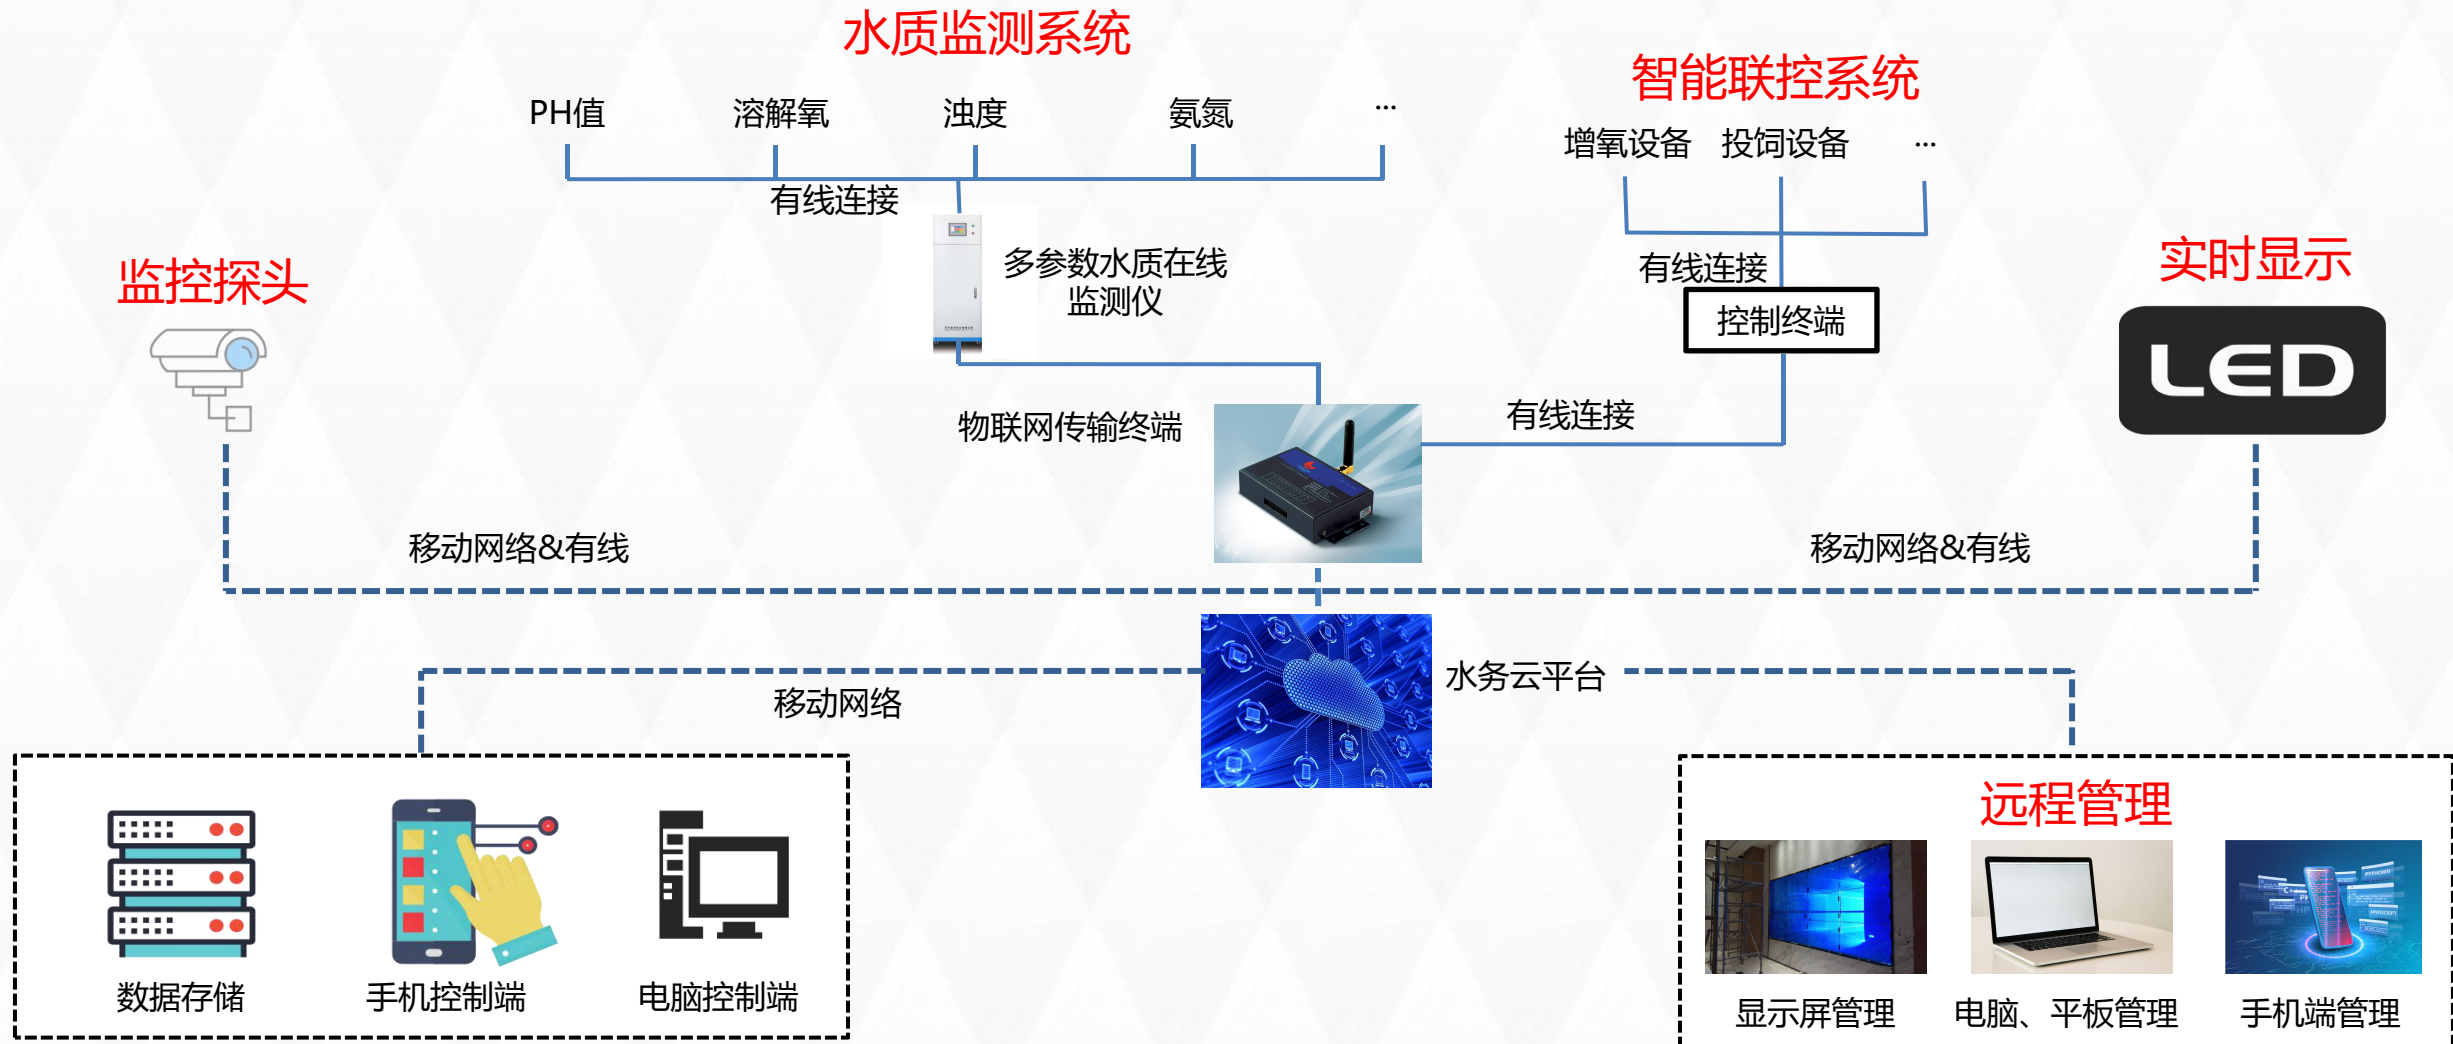 水质监测系统
智能联控系统
PH值
溶解氧
浊度
氨氮
...
增氧设备
投饲设备
...
有线连接
多参数水质在线
监测仪
有线连接
控制终端
监控探头
实时显示
LED
物联网传输终端
有线连接
移动网络&有线
移动网络&有线
水务云平台
移动网络
数据存储
手机控制端
电脑控制端
远程管理
PYTHON
C++
JAVASCRIPT
显示屏管理
电脑、平板管理
手机端管理